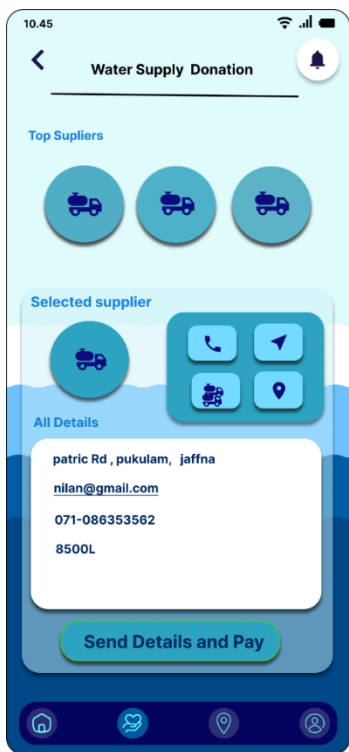 10.45
Water Supply Donation
Top Supliers
Selected supplier
All Details
patric Rd , pukulam, jaffna
nilan@gmail.com
071-086353562
8500L
Send Details and Pay